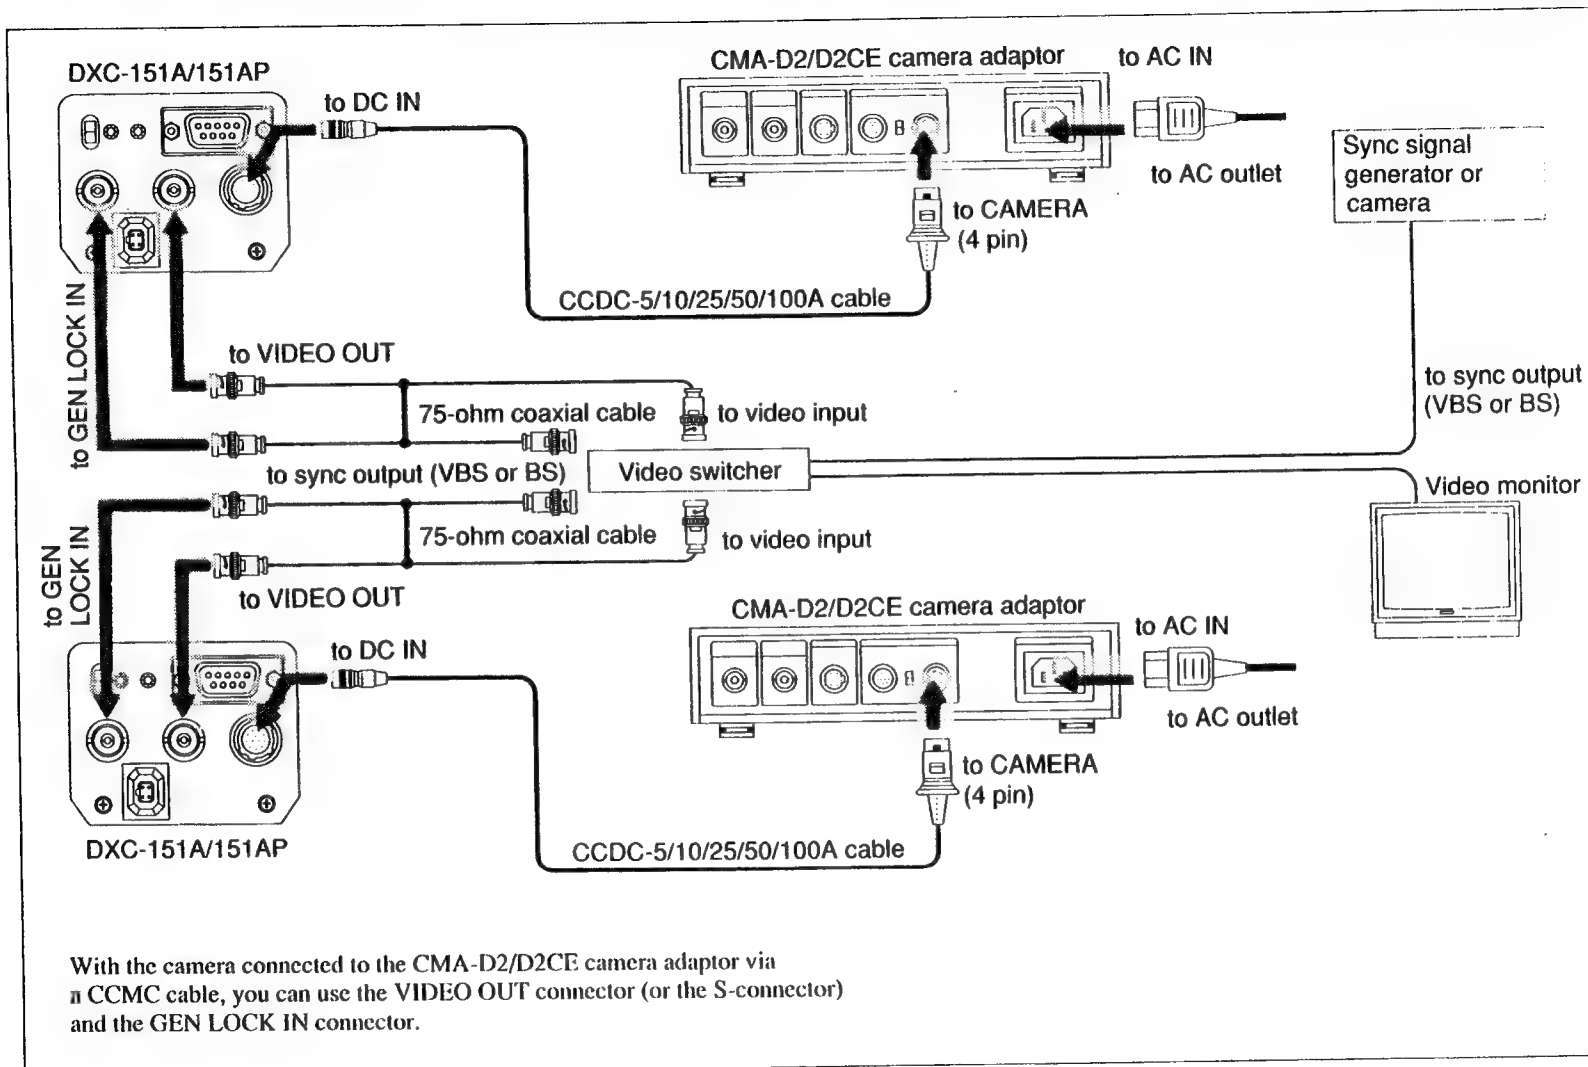 DXC-151A/151AP
to DC IN
CMA-D2/D2CE camera adaptor
to AC IN
to AC outlet
Sync signal
generator or
camera
to CAMERA
(4 pin)
CCDC-5/10/25/50/100A cable
to GEN LOCK IN
to VIDEO OUT
75-ohm coaxial cable
to video input
to sync output
(VBS or BS)
to sync output (VBS or BS)
Video switcher
Video monitor
75-ohm coaxial cable
to video input
to GEN
LOCK IN
to VIDEO OUT
CMA-D2/D2CE camera adaptor
to AC IN
to DC IN
to AC outlet
to CAMERA
(4 pin)
DXC-151A/151AP
CCDC-5/10/25/50/100A cable
With the camera connected to the CMA-D2/D2CE camera adaptor via
a CCMC cable, you can use the VIDEO OUT connector (or the S-connector)
and the GEN LOCK IN connector.